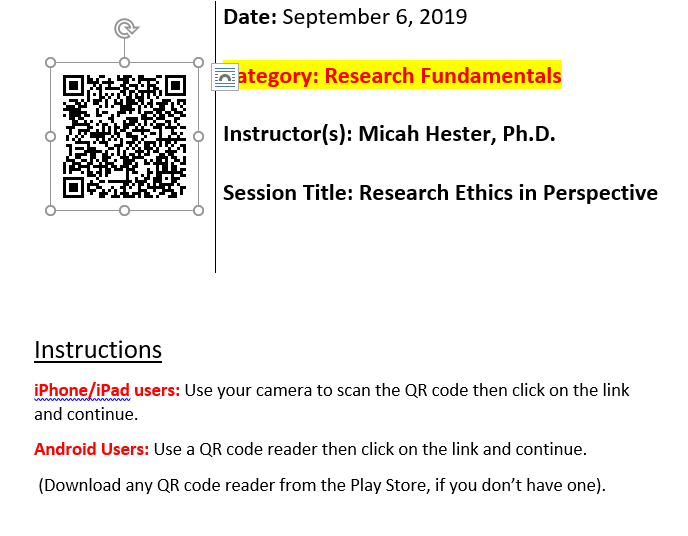 Date: September 6, 2019
ategory: Research Fundamentals
Instructor(s): Micah Hester, Ph.D.
Session Title: Research Ethics in Perspective
Instructions
iPhone/iPad users: Use your camera to scan the QR code then click on the link
and continue.
Android Users: Use a QR code reader then click on the link and continue.
(Download any QR code reader from the Play Store, if you don’t have one).